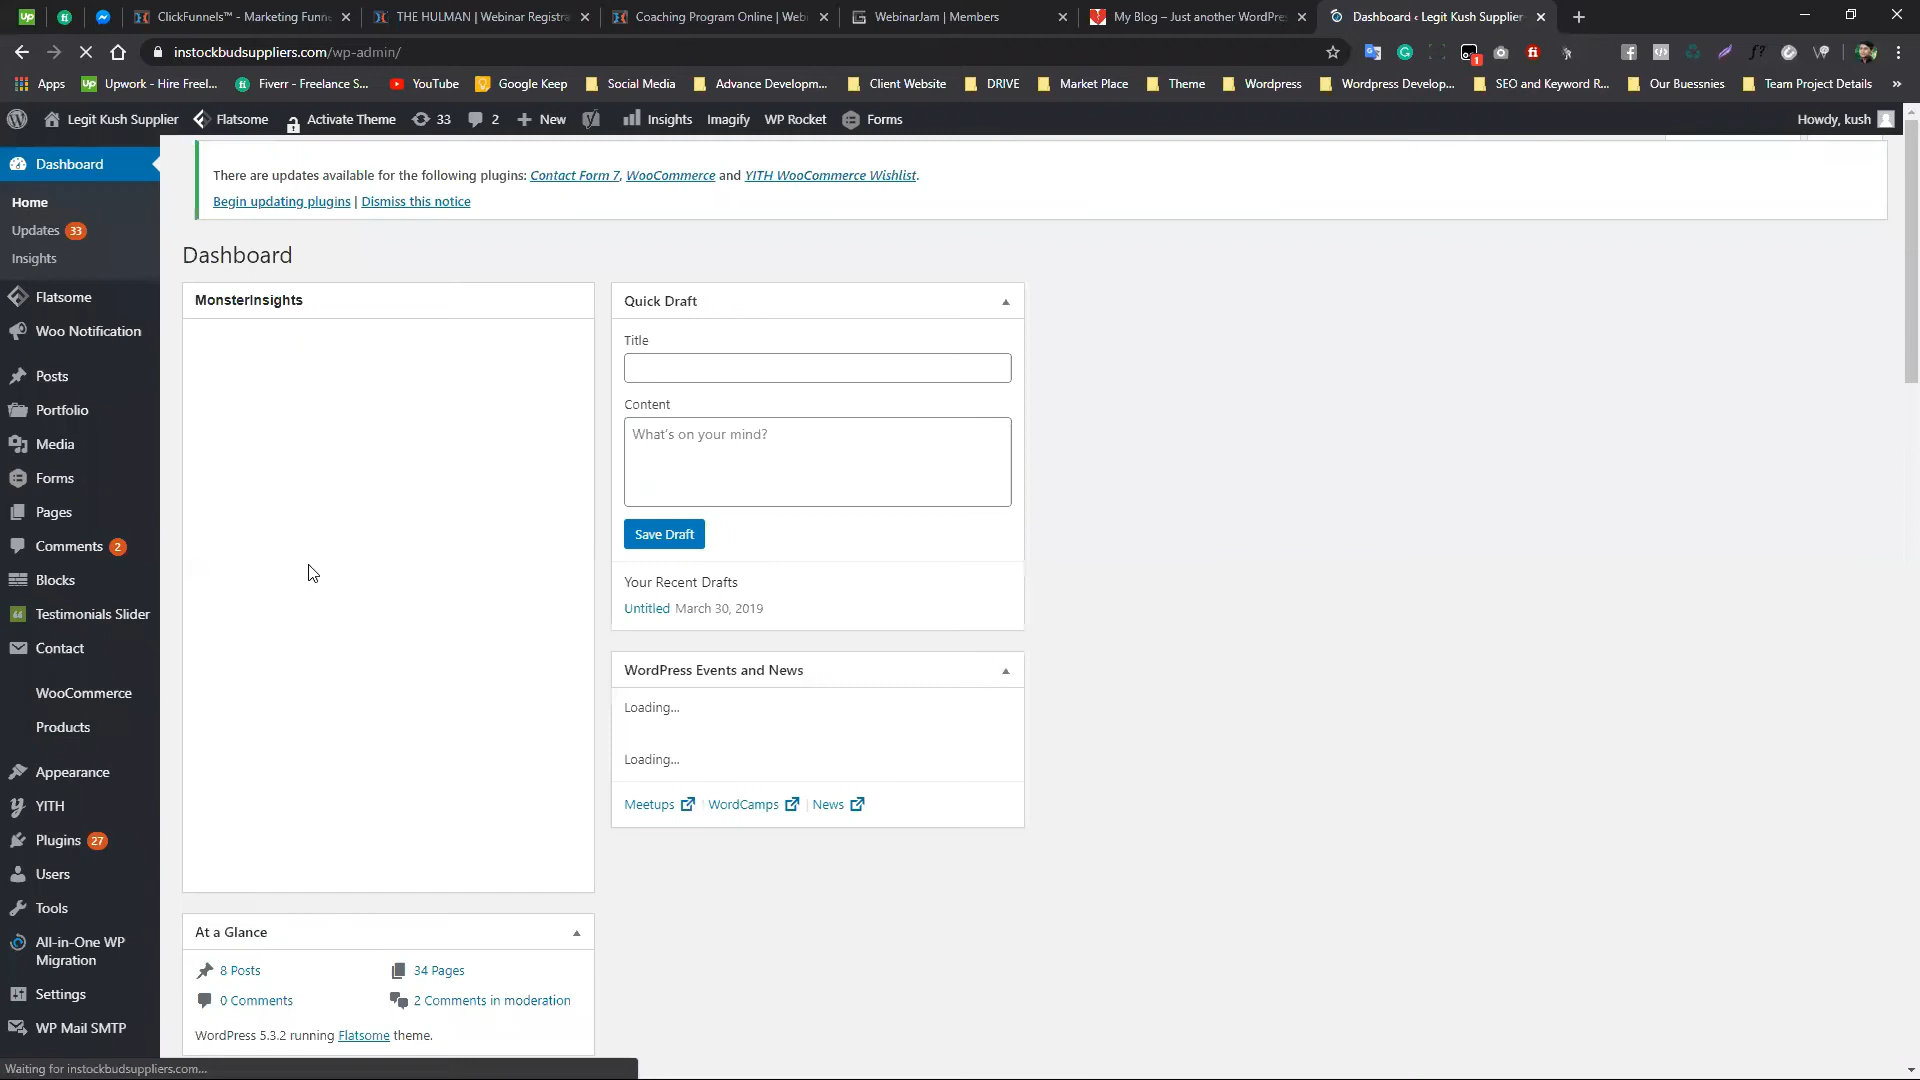 ClickFunnels™ - Marketing Funne
THE HULMAN | Webinar Registra
Coaching Program Online | Webi
WebinarJam | Members
My Blog – Just another WordPre
Dashboard ‹ Legit Kush Supplier
instockbudsuppliers.com/wp-admin/
Apps
Upwork - Hire Freel...
Fiverr - Freelance S...
YouTube
Google Keep
Social Media
Advance Developm...
Client Website
DRIVE
Market Place
Theme
Wordpress
Wordpress Develop...
SEO and Keyword R...
Our Buessnies
Team Project Details
»
Legit Kush Supplier
Flatsome
Activate Theme
33
2
New
Insights
Imagify
WP Rocket
Forms
Howdy, kush
Dashboard
Home
Updates 33
Insights
Flatsome
Woo Notification
Posts
Portfolio
Media
Forms
Pages
Comments 2
Blocks
Testimonials Slider
Contact
WooCommerce
Products
Appearance
YITH
Plugins 27
Users
Tools
All-in-One WP
Migration
Settings
WP Mail SMTP
There are updates available for the following plugins: Contact Form 7, WooCommerce and YITH WooCommerce Wishlist.
Begin updating plugins | Dismiss this notice
Dashboard
MonsterInsights
Quick Draft
Title
Content
What's on your mind?
Save Draft
Your Recent Drafts
Untitled March 30, 2019
WordPress Events and News
Loading...
Loading...
Meetups | WordCamps | News
At a Glance
8 Posts
34 Pages
0 Comments
2 Comments in moderation
WordPress 5.3.2 running Flatsome theme.
Waiting for instockbudsuppliers.com...